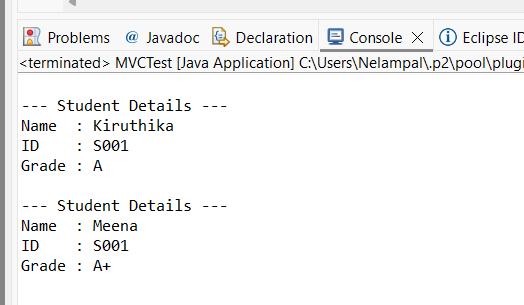 Problems @ Javadoc Declaration Console Eclipse ID
<terminated> MVCTest [Java Application] C:\Users\Nelampal\.p2\pool\plugi
--- Student Details ---
Name  : Kiruthika
ID    : S001
Grade : A
--- Student Details ---
Name  : Meena
ID    : S001
Grade : A+